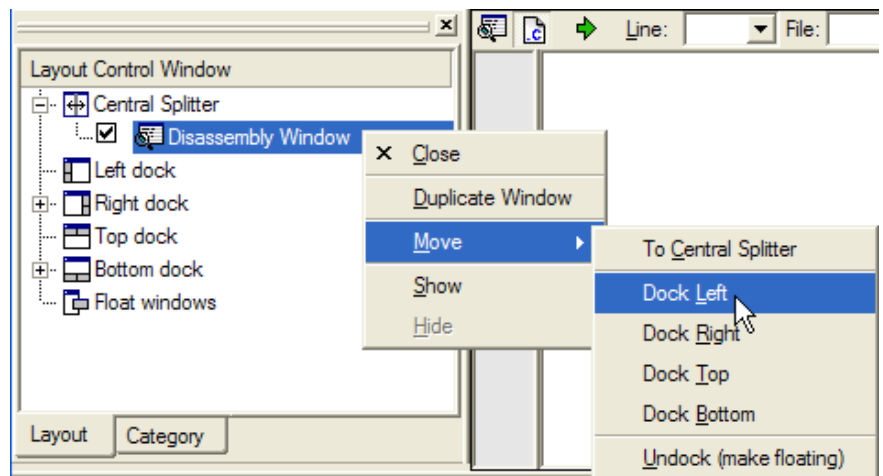 Line: File:
.c
Layout Control Window
Central Splitter
Disassembly Window
Left dock
Right dock
Top dock
Bottom dock
Float windows
Close
Duplicate Window
Move
Show
Hide
To Central Splitter
Dock Left
Dock Right
Dock Top
Dock Bottom
Undock (make floating)
Layout Category